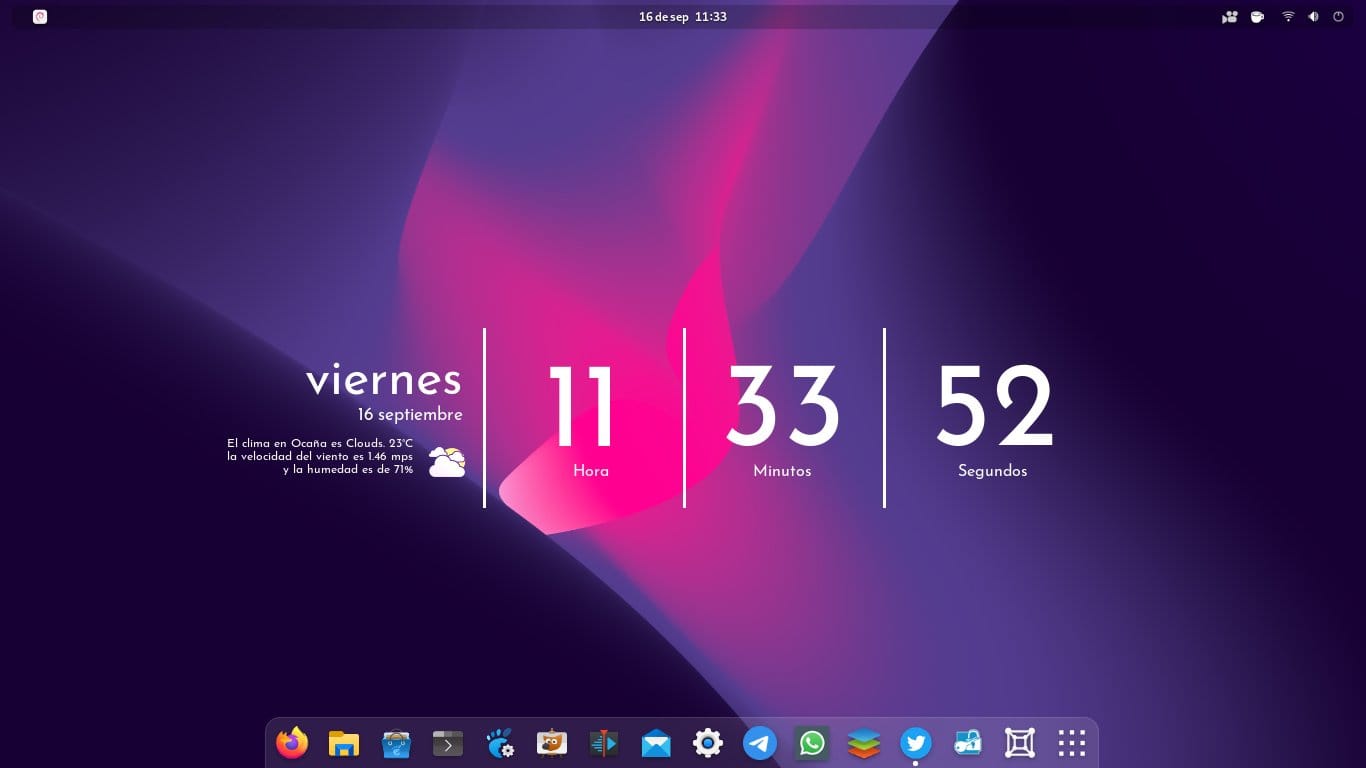 16 de sep 11:33
viernes
16 septiembre
El clima en Ocaña es Clouds. 23°C
la velocidad del viento es 1.46 mps
y la humedad es de 71%
11
Hora
33
Minutos
52
Segundos